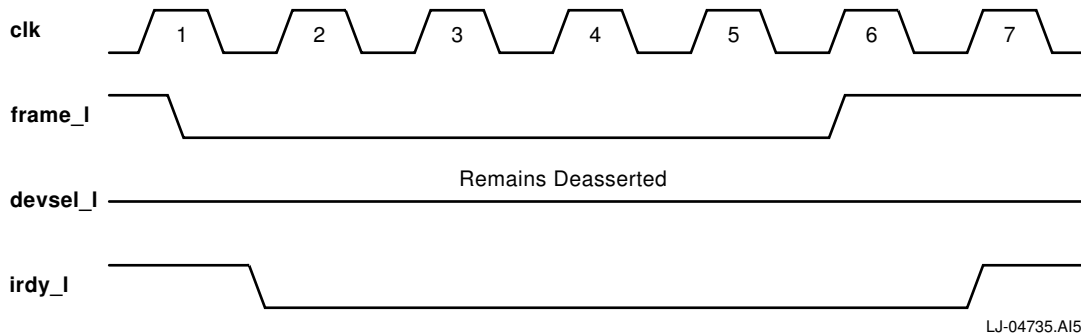 clk 1 2 3 4 5 6 7
frame_l
Remains Deasserted
devsel_l
irdy_l
LJ-04735.AI5